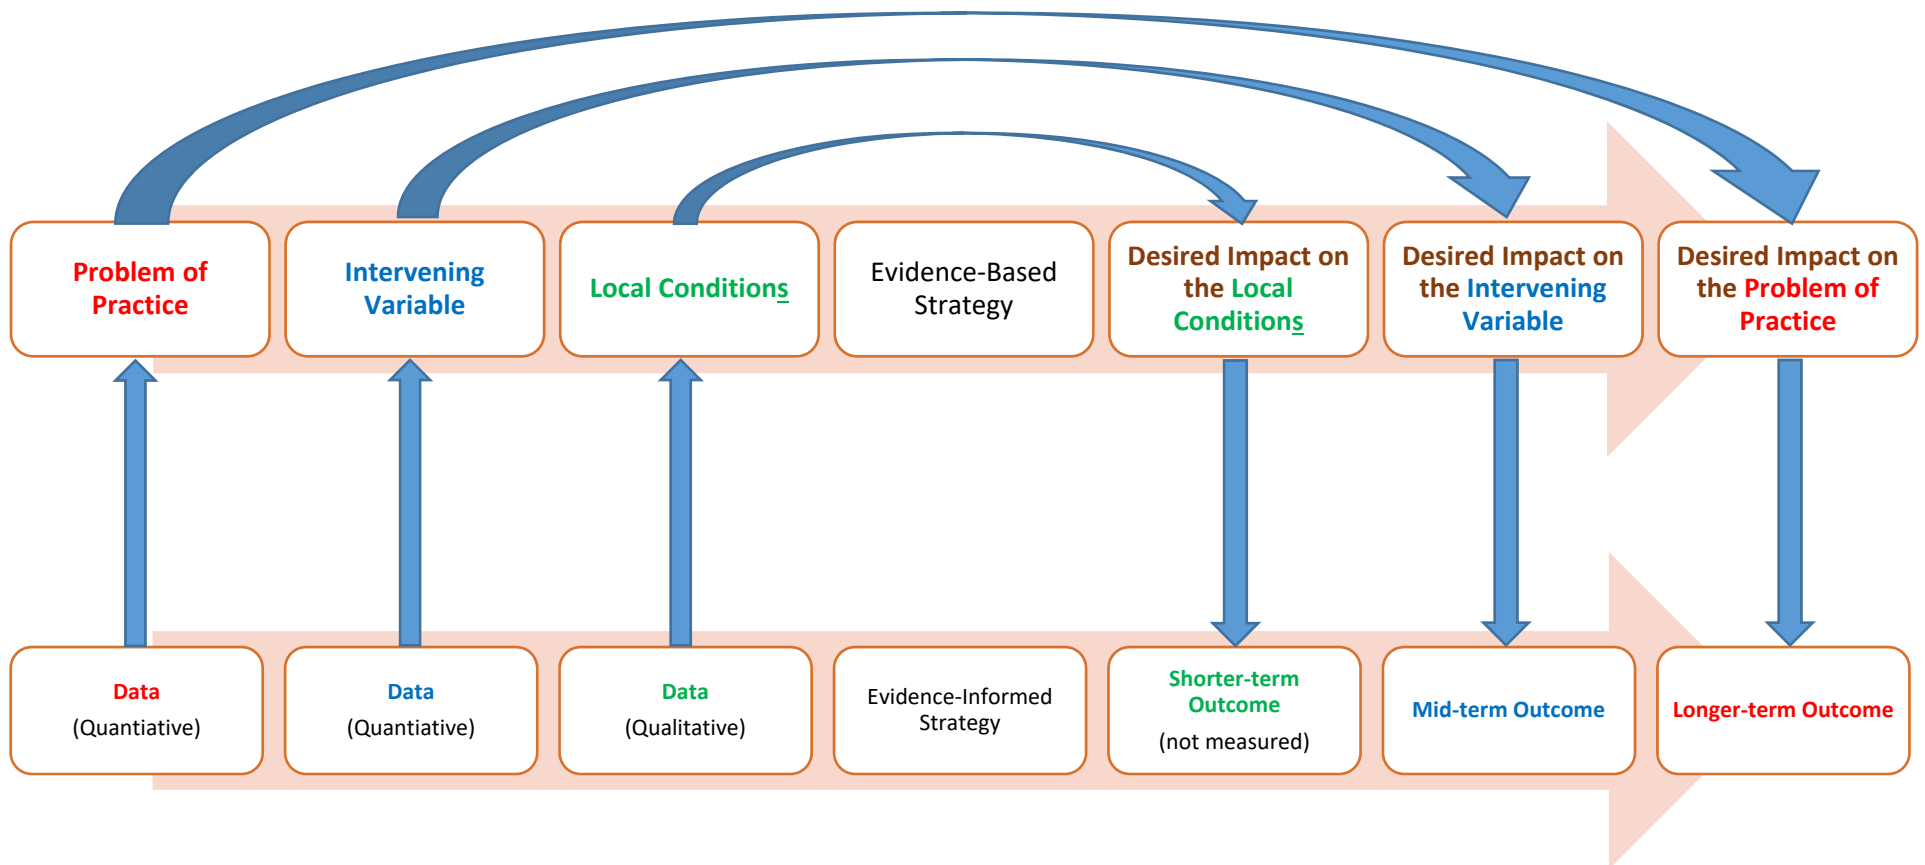 Problem of
Practice
Intervening
Variable
Local Conditions
Evidence-Based
Strategy
Desired Impact on
the Local
Conditions
Desired Impact on
the Intervening
Variable
Desired Impact on
the Problem of
Practice
Data
(Quantiative)
Data
(Quantiative)
Data
(Qualitative)
Evidence-Informed
Strategy
Shorter-term
Outcome
(not measured)
Mid-term Outcome
Longer-term Outcome